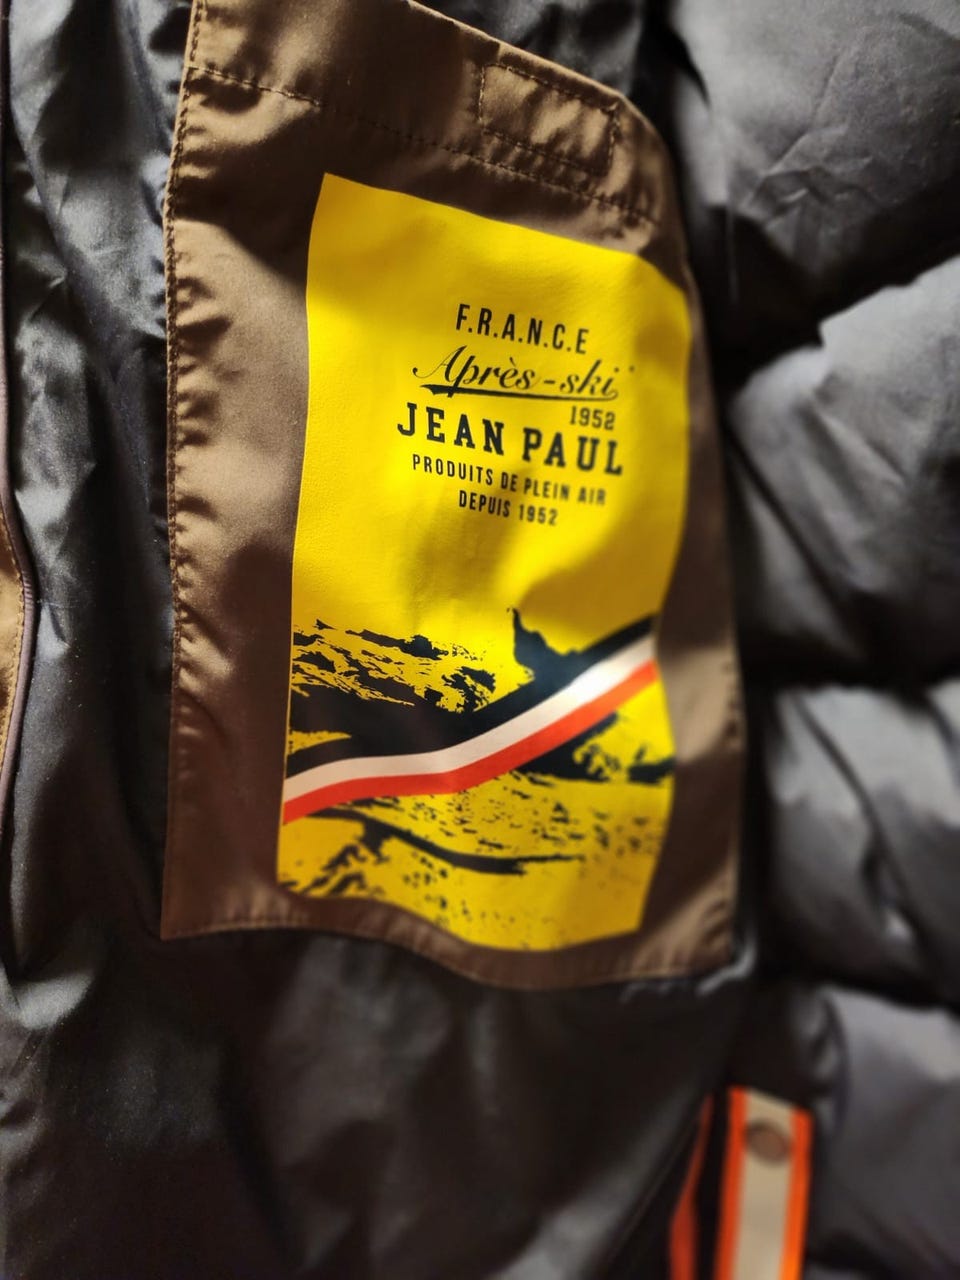 F.R.A.N.C.E
Après-ski
1952
JEAN PAUL
PRODUITS DE PLEIN AIR
DEPUIS 1952